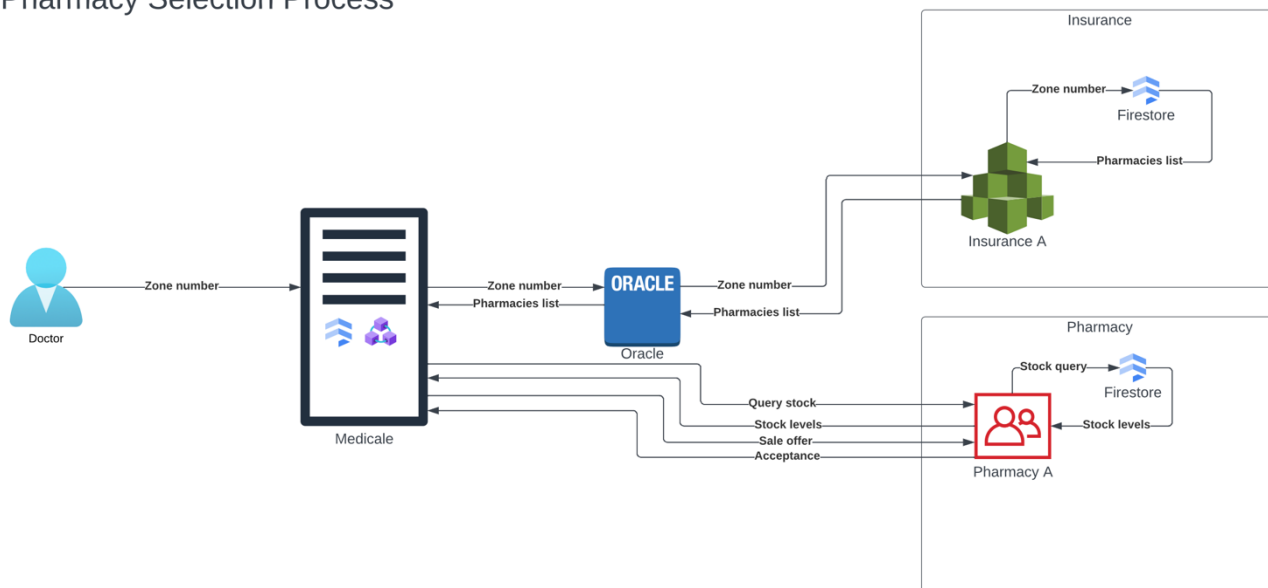 Pharmacy Selection Process
Insurance
Zone number
Firestore
Pharmacies list
Insurance A
Zone number
Doctor
Zone number
Pharmacies list
ORACLE
Oracle
Zone number
Pharmacies list
Medicale
Pharmacy
Stock query
Firestore
Query stock
Stock levels
Stock levels
Sale offer
Acceptance
Pharmacy A